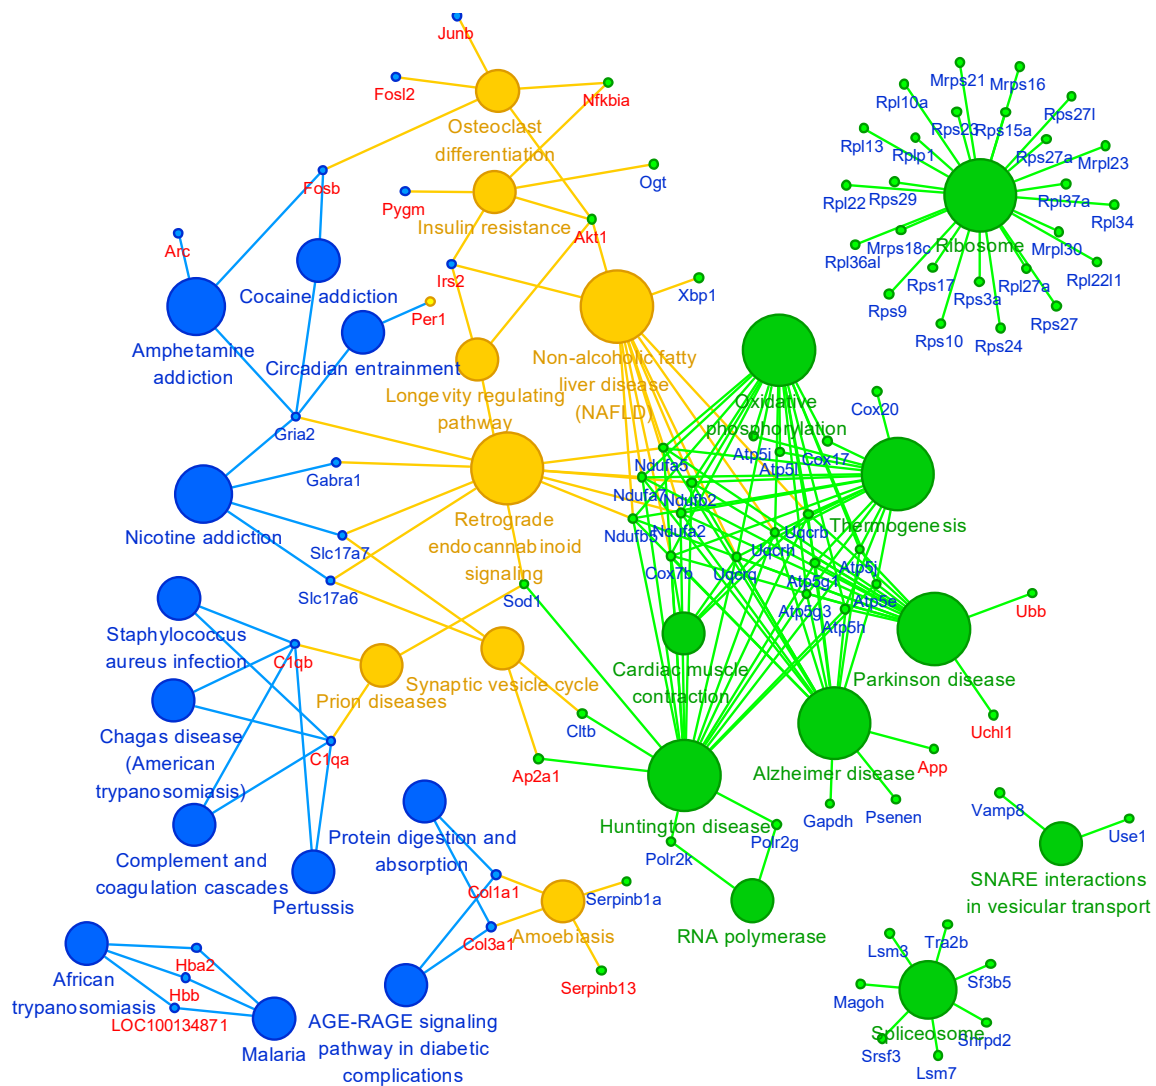 Junb
Fosl2
Nfkbia
Osteoclast
differentiation
Fosb
Ogt
Pygm
Insulin resistance
Akt1
Arc
Irs2
Xbp1
Cocaine addiction
Per1
Amphetamine
addiction
Circadian entrainment
Non-alcoholic fatty
liver disease
(NAFLD)
Longevity regulating
pathway
Gria2
Gabra1
Nicotine addiction
Slc17a7
Slc17a6
Retrograde
endocannabinoid
signaling
Sod1
Mrps21
Mrps16
Rpl10a
Rps27l
Rps23
Rps15a
Rpl13
Rplp1
Rps27a
Mrpl23
Rpl22
Rps29
Rpl37a
Rpl34
Ribosome
Mrps18c
Mrpl30
Rpl36al
Rpl22l1
Rps17
Rps3a
Rpl27a
Rps9
Rps27
Rps10
Rps24
Oxidative
phosphorylation
Cox20
Atp5i
Atp5l
Cox17
Ndufa5
Ndufa7
Ndufb2
Thermogenesis
Ndufb5
Ndufa2
Uqcrb
Uqcrh
Cox7b
Uqcrq
Atp5j
Atp5g1
Atp5e
Atp5g3
Atp5h
Ubb
Cardiac muscle
contraction
Parkinson disease
Uchl1
Staphylococcus
aureus infection
C1qb
Prion diseases
Synaptic vesicle cycle
Chagas disease
(American
trypanosomiasis)
C1qa
Cltb
Ap2a1
Alzheimer disease
App
Gapdh
Psenen
Huntington disease
Polr2k
Polr2g
RNA polymerase
Vamp8
Use1
SNARE interactions
in vesicular transport
Complement and
coagulation cascades
Pertussis
Protein digestion and
absorption
Col1a1
Serpinb1a
Col3a1
Amoebiasis
Serpinb13
African
trypanosomiasis
Hba2
Hbb
LOC100134871
Malaria
AGE-RAGE signaling
pathway in diabetic
complications
Lsm3
Tra2b
Sf3b5
Magoh
Spliceosome
Snrpd2
Srsf3
Lsm7